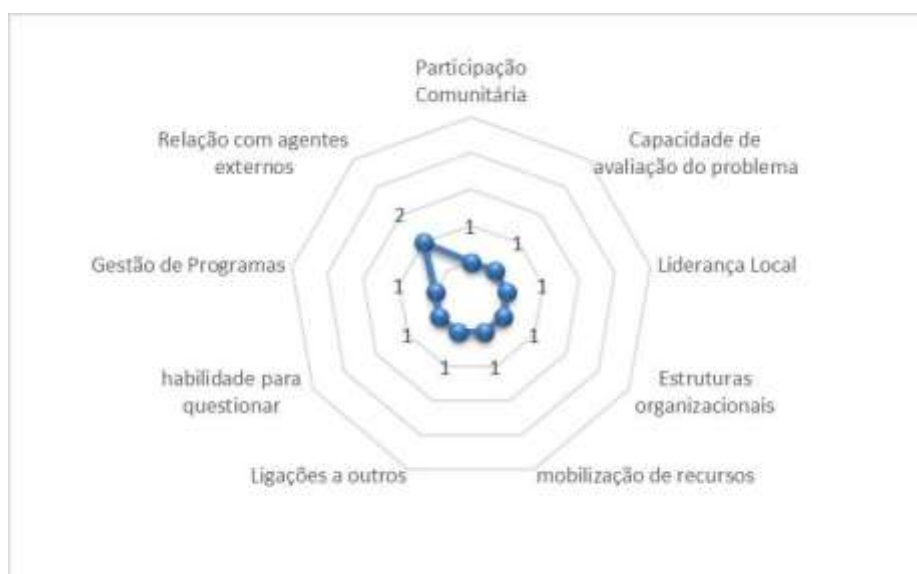 Participação
Comunitária
Capacidade de
avaliação do problema
Liderança Local
Estruturas
organizacionais
mobilização de recursos
Ligações a outros
habilidade para
questionar
Gestão de Programas
Relação com agentes
externos
1
1
1
1
1
1
1
1
2